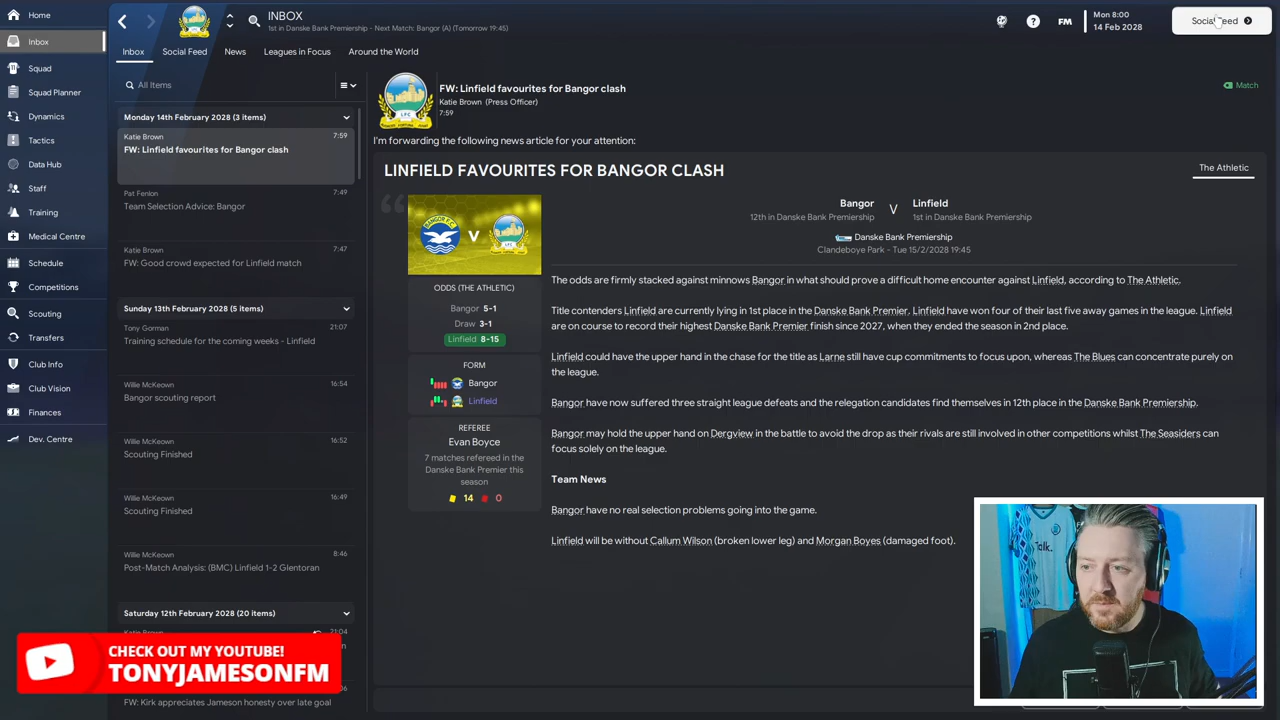 Home
Inbox
Squad
Squad Planner
Dynamics
Tactics
Data Hub
Staff
Training
Medical Centre
Schedule
Competitions
Scouting
Transfers
Club Info
Club Vision
Finances
Dev. Centre
INBOX
1st in Danske Bank Premiership - Next Match: Bangor (A) (Tomorrow 19:45)
FM
Mon 8:00
14 Feb 2028
Inbox
Social Feed
News
Leagues in Focus
Around the World
All Items
Monday 14th February 2028 (3 items)
Katie Brown 7:59
FW: Linfield favourites for Bangor clash
Pat Fenlon 7:49
Team Selection Advice: Bangor
Katie Brown 7:47
FW: Good crowd expected for Linfield match
Sunday 13th February 2028 (5 items)
Tony Gorman 21:07
Training schedule for the coming weeks - Linfield
Willie McKeown 16:54
Bangor scouting report
Willie McKeown 16:52
Scouting Finished
Willie McKeown 16:49
Scouting Finished
Willie McKeown 8:46
Post-Match Analysis: (BMC) Linfield 1-2 Glentoran
Saturday 12th February 2028 (20 items)
21:04
FW: Kirk appreciates Jameson honesty over late goal
FW: Linfield favourites for Bangor clash
Katie Brown (Press Officer)
7:59
Match
I'm forwarding the following news article for your attention:
LINFIELD FAVOURITES FOR BANGOR CLASH
The Athletic
BANGOR F.C. V
Bangor V Linfield
12th in Danske Bank Premiership 1st in Danske Bank Premiership
Danske Bank Premiership
Clandeboye Park - Tue 15/2/2028 19:45
ODDS (THE ATHLETIC)
Bangor 5-1
Draw 3-1
Linfield 8-15
FORM
Bangor
Linfield
REFEREE
Evan Boyce
7 matches refereed in the
Danske Bank Premier this
season
14 0
The odds are firmly stacked against minnows Bangor in what should prove a difficult home encounter against Linfield, according to The Athletic.
Title contenders Linfield are currently lying in 1st place in the Danske Bank Premier. Linfield have won four of their last five away games in the league. Linfield
are on course to record their highest Danske Bank Premier finish since 2027, when they ended the season in 2nd place.
Linfield could have the upper hand in the chase for the title as Larne still have cup commitments to focus upon, whereas The Blues can concentrate purely on
the league.
Bangor have now suffered three straight league defeats and the relegation candidates find themselves in 12th place in the Danske Bank Premiership.
Bangor may hold the upper hand on Dergview in the battle to avoid the drop as their rivals are still involved in other competitions whilst The Seasiders can
focus solely on the league.
Team News
Bangor have no real selection problems going into the game.
Linfield will be without Callum Wilson (broken lower leg) and Morgan Boyes (damaged foot).
CHECK OUT MY YOUTUBE!
TONYJAMESONFM